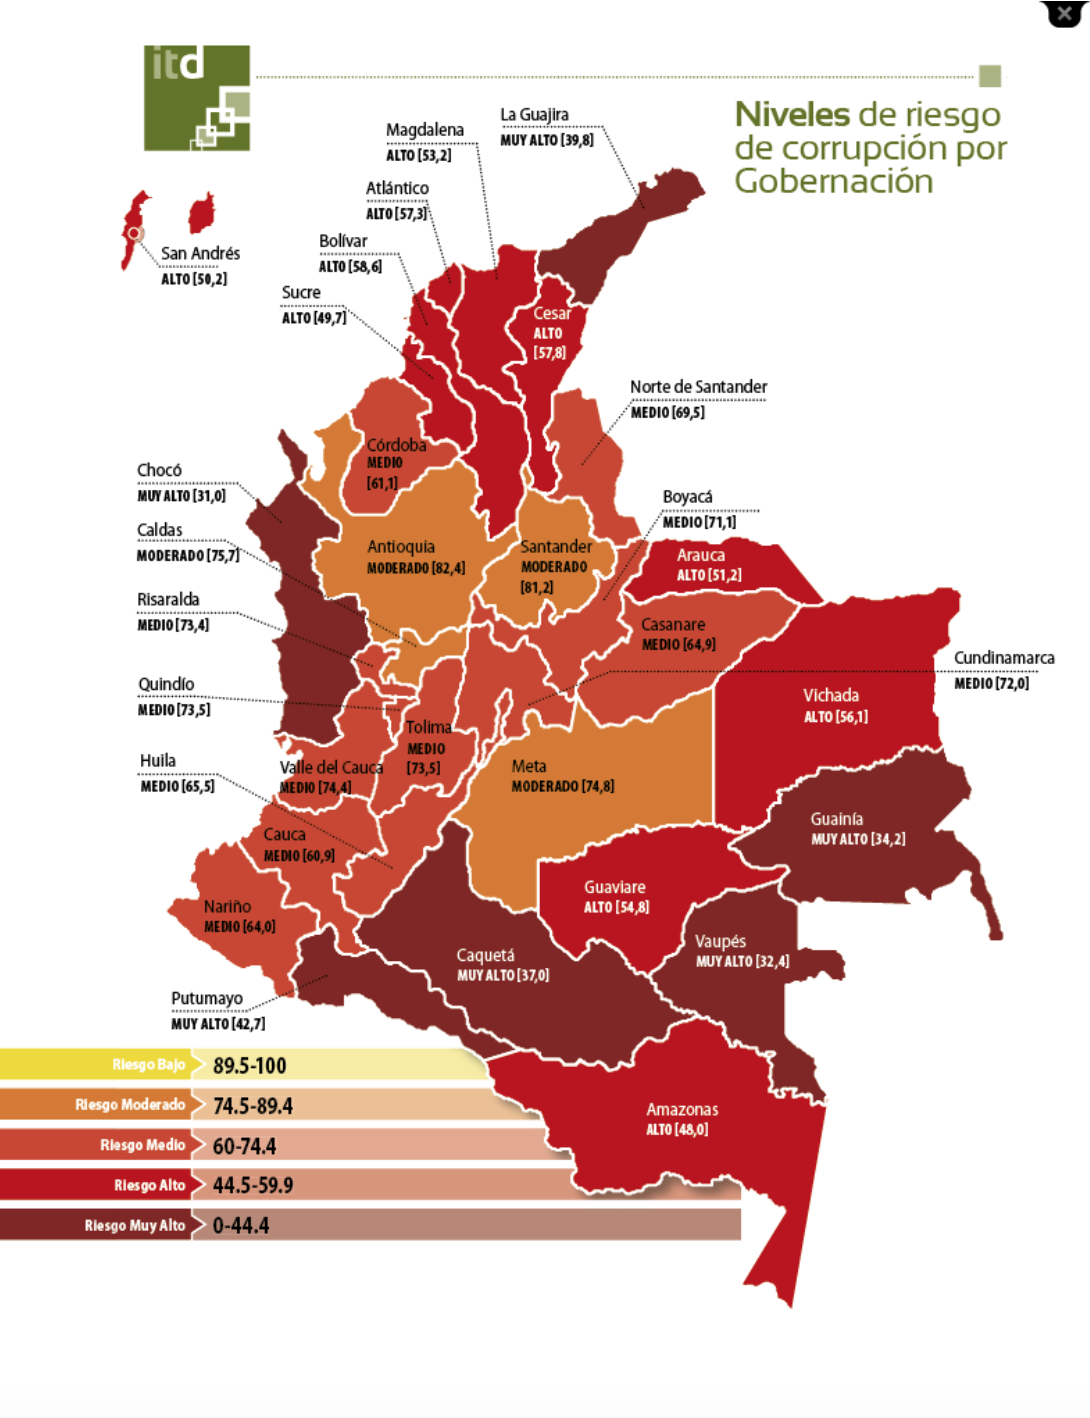 itd
Niveles de riesgo
de corrupción por
Gobernación
La Guajira
MUY ALTO [39,8]
Magdalena
ALTO [53,2]
Atlántico
ALTO [57,3]
Bolívar
ALTO [58,6]
Sucre
ALTO [49,7]
San Andrés
ALTO [50,2]
Cesar
ALTO
[57,8]
Norte de Santander
MEDIO [69,5]
Córdoba
MEDIO
[61,1]
Chocó
MUY ALTO [31,0]
Boyacá
MEDIO [71,1]
Caldas
MODERADO [75,7]
Antioquia
MODERADO [82,4]
Santander
MODERADO
[81,2]
Arauca
ALTO [51,2]
Risaralda
MEDIO [73,4]
Casanare
MEDIO [64,9]
Cundinamarca
MEDIO [72,0]
Quindío
MEDIO [73,5]
Vichada
ALTO [56,1]
Tolima
MEDIO
[73,5]
Huila
MEDIO [65,5]
Valle del Cauca
MEDIO [74,4]
Meta
MODERADO [74,8]
Guainía
MUY ALTO [34,2]
Cauca
MEDIO [60,9]
Guaviare
ALTO [54,8]
Nariño
MEDIO [64,0]
Vaupés
MUY ALTO [32,4]
Caquetá
MUY ALTO [37,0]
Putumayo
MUY ALTO [42,7]
Amazonas
ALTO [48,0]
Riesgo Bajo 89.5-100
Riesgo Moderado 74.5-89.4
Riesgo Medio 60-74.4
Riesgo Alto 44.5-59.9
Riesgo Muy Alto 0-44.4